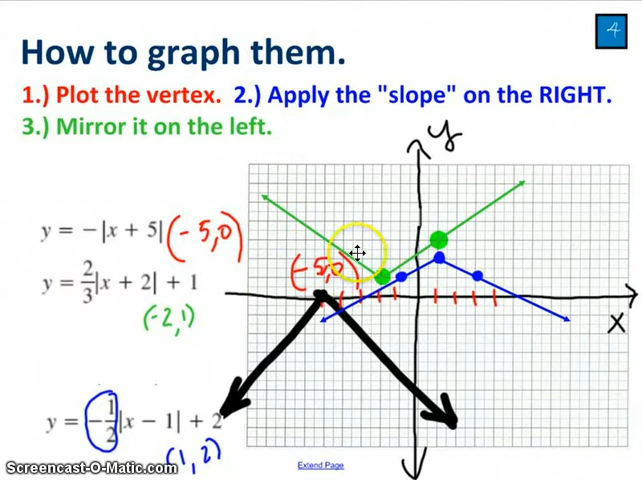 4
How to graph them.
1.) Plot the vertex. 2.) Apply the "slope" on the RIGHT.
3.) Mirror it on the left.
y
y = -|x + 5| (-5,0)
(-5,0)
y = 2/3|x + 2| + 1
(-2,1)
x
y = -1/2|x - 1| + 2
(1,2)
Screencast-O-Matic.com
Extend Page